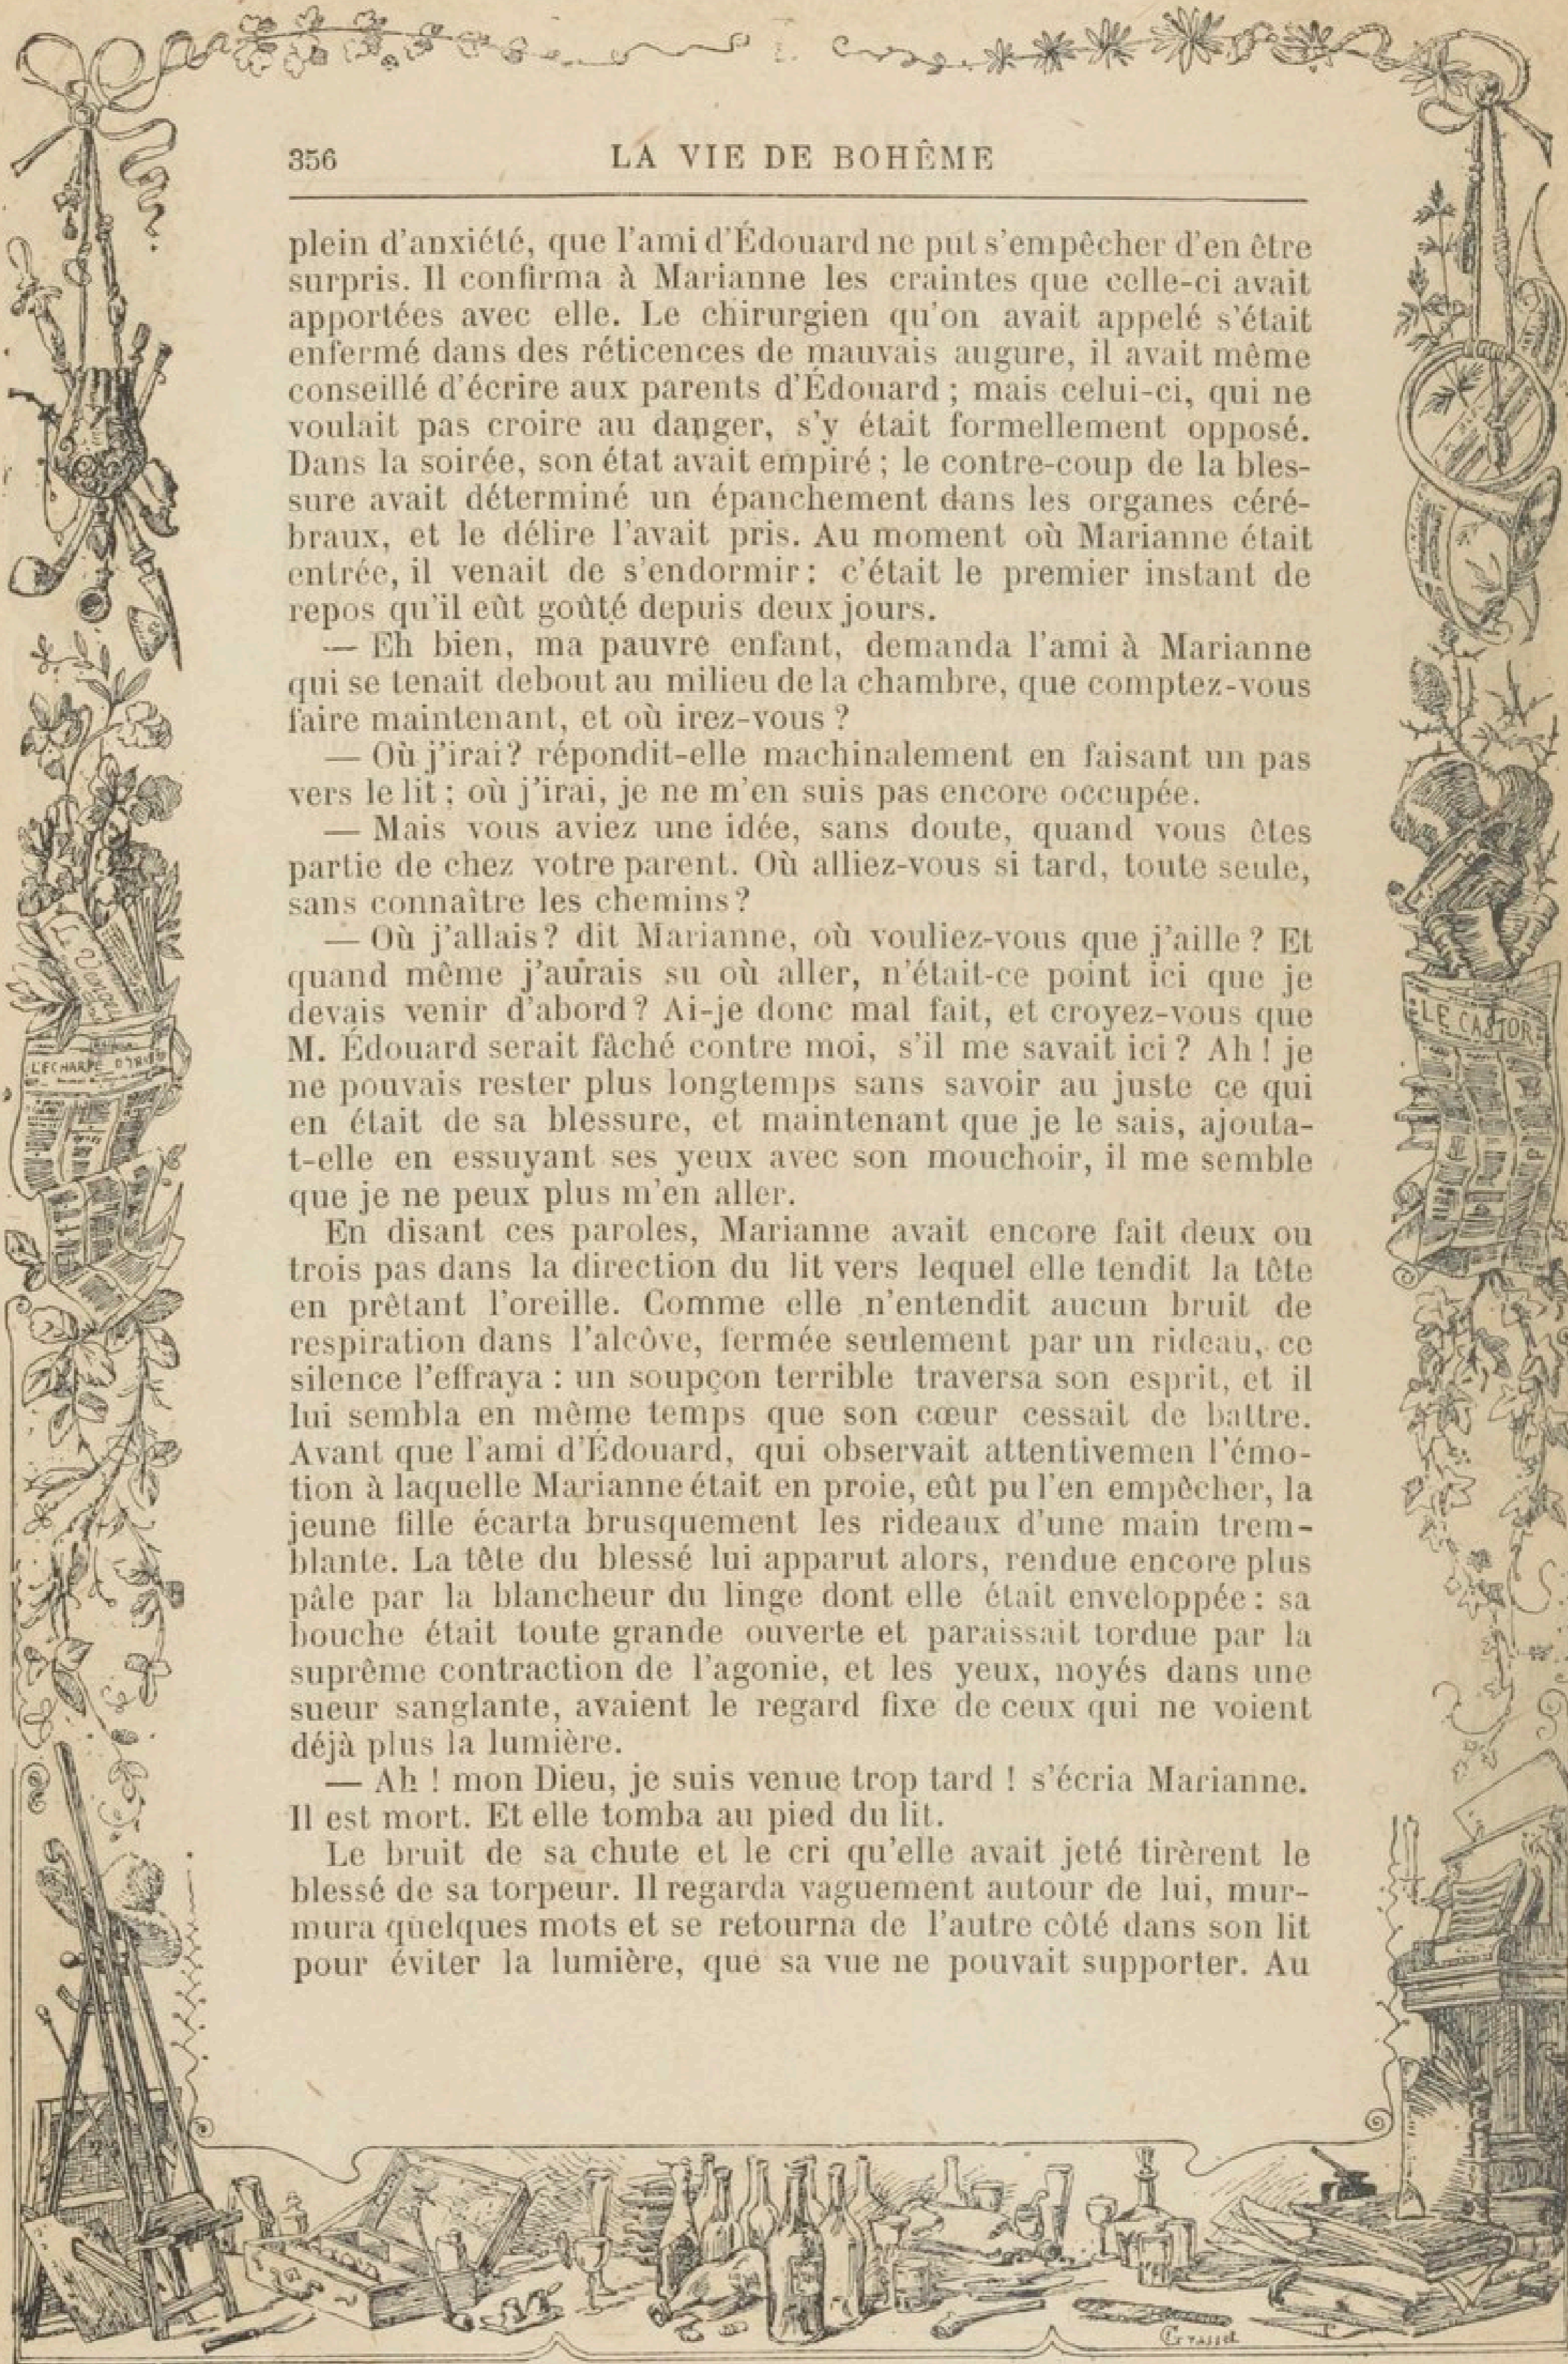 356
LA VIE DE BOHÊME
plein d'anxiété, que l'ami d'Édouard ne put s'empêcher d'en être
surpris. Il confirma à Marianne les craintes que celle-ci avait
apportées avec elle. Le chirurgien qu'on avait appelé s'était
enfermé dans des réticences de mauvais augure, il avait même
conseillé d'écrire aux parents d'Édouard ; mais celui-ci, qui ne
voulait pas croire au danger, s'y était formellement opposé.
Dans la soirée, son état avait empiré ; le contre-coup de la bles-
sure avait déterminé un épanchement dans les organes céré-
braux, et le délire l'avait pris. Au moment où Marianne était
entrée, il venait de s'endormir : c'était le premier instant de
repos qu'il eût goûté depuis deux jours.
— Eh bien, ma pauvre enfant, demanda l'ami à Marianne
qui se tenait debout au milieu de la chambre, que comptez-vous
faire maintenant, et où irez-vous ?
— Où j'irai ? répondit-elle machinalement en faisant un pas
vers le lit ; où j'irai, je ne m'en suis pas encore occupée.
— Mais vous aviez une idée, sans doute, quand vous êtes
partie de chez votre parent. Où alliez-vous si tard, toute seule,
sans connaître les chemins ?
— Où j'allais ? dit Marianne, où vouliez-vous que j'aille ? Et
quand même j'aurais su où aller, n'était-ce point ici que je
devais venir d'abord ? Ai-je donc mal fait, et croyez-vous que
M. Édouard serait fâché contre moi, s'il me savait ici ? Ah ! je
ne pouvais rester plus longtemps sans savoir au juste ce qui
en était de sa blessure, et maintenant que je le sais, ajouta-
t-elle en essuyant ses yeux avec son mouchoir, il me semble
que je ne peux plus m'en aller.
En disant ces paroles, Marianne avait encore fait deux ou
trois pas dans la direction du lit vers lequel elle tendit la tête
en prêtant l'oreille. Comme elle n'entendit aucun bruit de
respiration dans l'alcôve, fermée seulement par un rideau, ce
silence l'effraya : un soupçon terrible traversa son esprit, et il
lui sembla en même temps que son cœur cessait de battre.
Avant que l'ami d'Édouard, qui observait attentivemen l'émo-
tion à laquelle Marianne était en proie, eût pu l'en empêcher, la
jeune fille écarta brusquement les rideaux d'une main trem-
blante. La tête du blessé lui apparut alors, rendue encore plus
pâle par la blancheur du linge dont elle était enveloppée : sa
bouche était toute grande ouverte et paraissait tordue par la
suprême contraction de l'agonie, et les yeux, noyés dans une
sueur sanglante, avaient le regard fixe de ceux qui ne voient
déjà plus la lumière.
— Ah ! mon Dieu, je suis venue trop tard ! s'écria Marianne.
Il est mort. Et elle tomba au pied du lit.
Le bruit de sa chute et le cri qu'elle avait jeté tirèrent le
blessé de sa torpeur. Il regarda vaguement autour de lui, mur-
mura quelques mots et se retourna de l'autre côté dans son lit
pour éviter la lumière, que sa vue ne pouvait supporter. Au
L'ECHARPE D'IRIS
LE CASTOR
Grasset